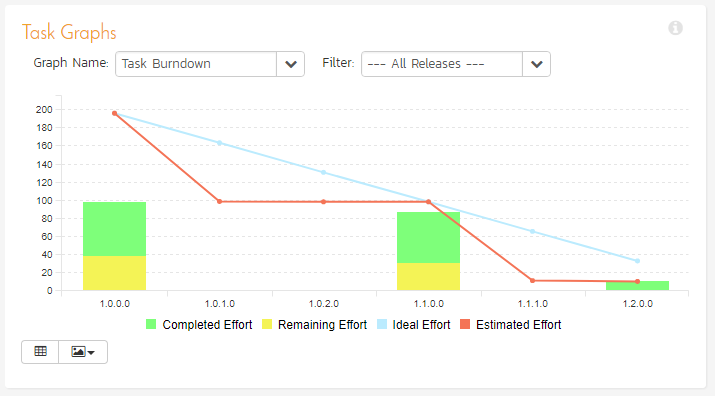 Task Graphs
Graph Name: Task Burndown Filter: --- All Releases ---
200
180
160
140
120
100
80
60
40
20
0
1.0.0.0 1.0.1.0 1.0.2.0 1.1.0.0 1.1.1.0 1.2.0.0
Completed Effort Remaining Effort Ideal Effort Estimated Effort